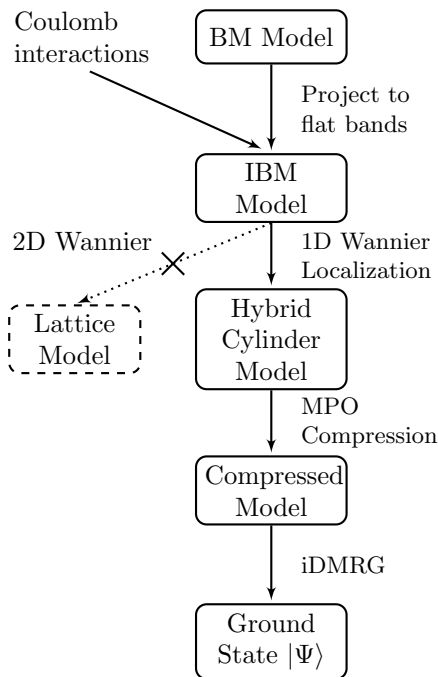 Coulomb
interactions
BM Model
Project to
flat bands
IBM
Model
2D Wannier
1D Wannier
Localization
Lattice
Model
Hybrid
Cylinder
Model
MPO
Compression
Compressed
Model
iDMRG
Ground
State |Ψ⟩